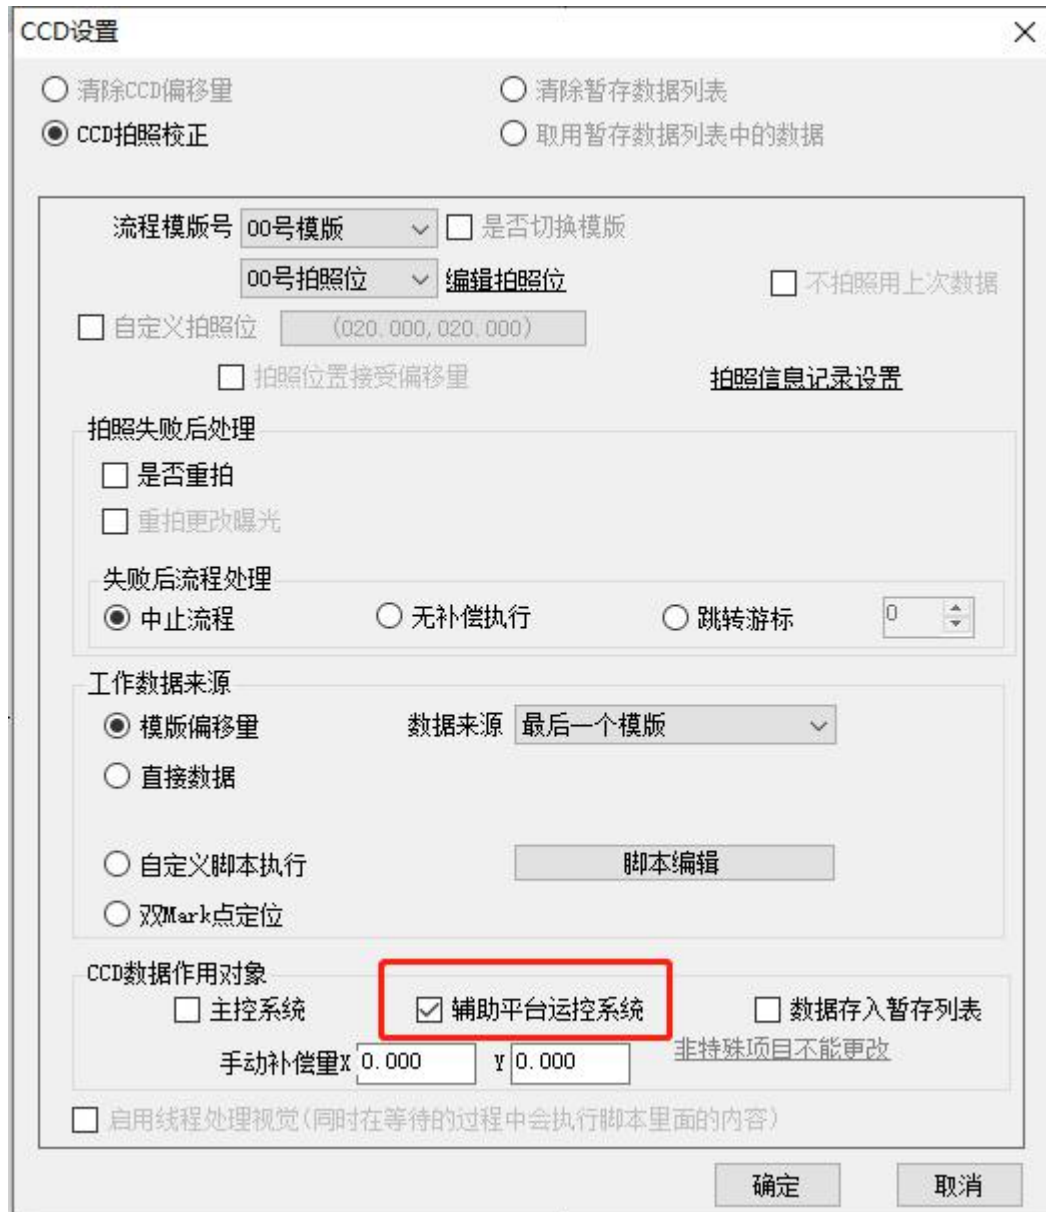 CCD设置
清除CCD偏移量 清除暂存数据列表
CCD拍照校正 取用暂存数据列表中的数据
流程模版号 00号模版 是否切换模版
00号拍照位 编辑拍照位 不拍照用上次数据
自定义拍照位 (020.000,020.000)
拍照位置接受偏移量 拍照信息记录设置
拍照失败后处理
是否重拍
重拍更改曝光
失败后流程处理
中止流程 无补偿执行 跳转游标 0
工作数据来源
模版偏移量 数据来源 最后一个模版
直接数据
自定义脚本执行 脚本编辑
双Mark点定位
CCD数据作用对象
主控系统 辅助平台运控系统 数据存入暂存列表
手动补偿量X 0.000 Y 0.000 非特殊项目不能更改
启用线程处理视觉(同时在等待的过程中会执行脚本里面的内容)
确定 取消